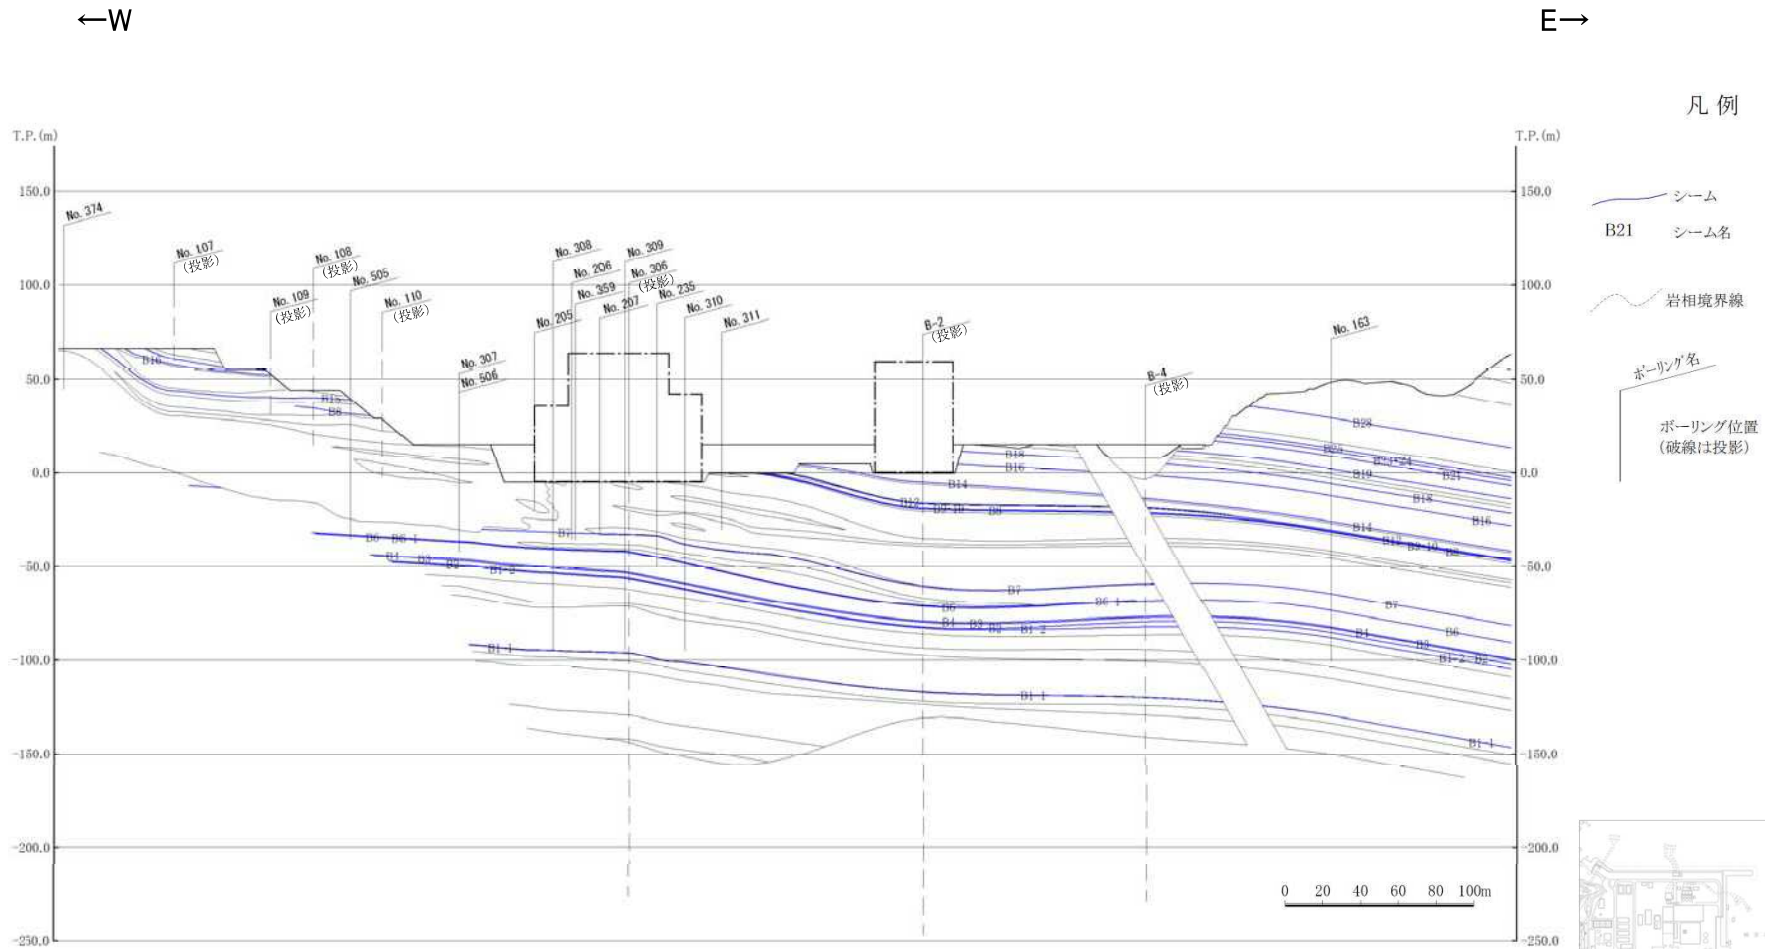 ←W
E→
凡 例
T.P.(m)
T.P.(m)
150.0
150.0
シーム
No. 374
B21
シーム名
No. 107
(投影)
No. 108
(投影)
No. 308
No. 309
No. 505
No. 206
No. 306
(投影)
100.0
100.0
岩相境界線
No. 109
(投影)
No. 110
(投影)
No. 359
No. 235
No. 207
No. 310
No. 205
No. 311
B-2
(投影)
No. 163
No. 307
No. 506
B-4
(投影)
ボーリング名
B16
50.0
50.0
B15
B8
B28
ボーリング位置
(破線は投影)
B18
B16
B25
B23・24
B19
B21
0.0
0.0
B14
B18
B12
B9-10
B8
B16
B14
B12
B9-10
B8
B7
B6
B6-1
B4
B3
B2
B1-2
-50.0
-50.0
B7
B6-1
B7
B6
B4
B3
B2
B1-2
B4
B6
B3
B1-2
B2
B1-1
-100.0
-100.0
B1-1
B1-1
-150.0
-150.0
-200.0
-200.0
0 20 40 60 80 100m
-250.0
-250.0